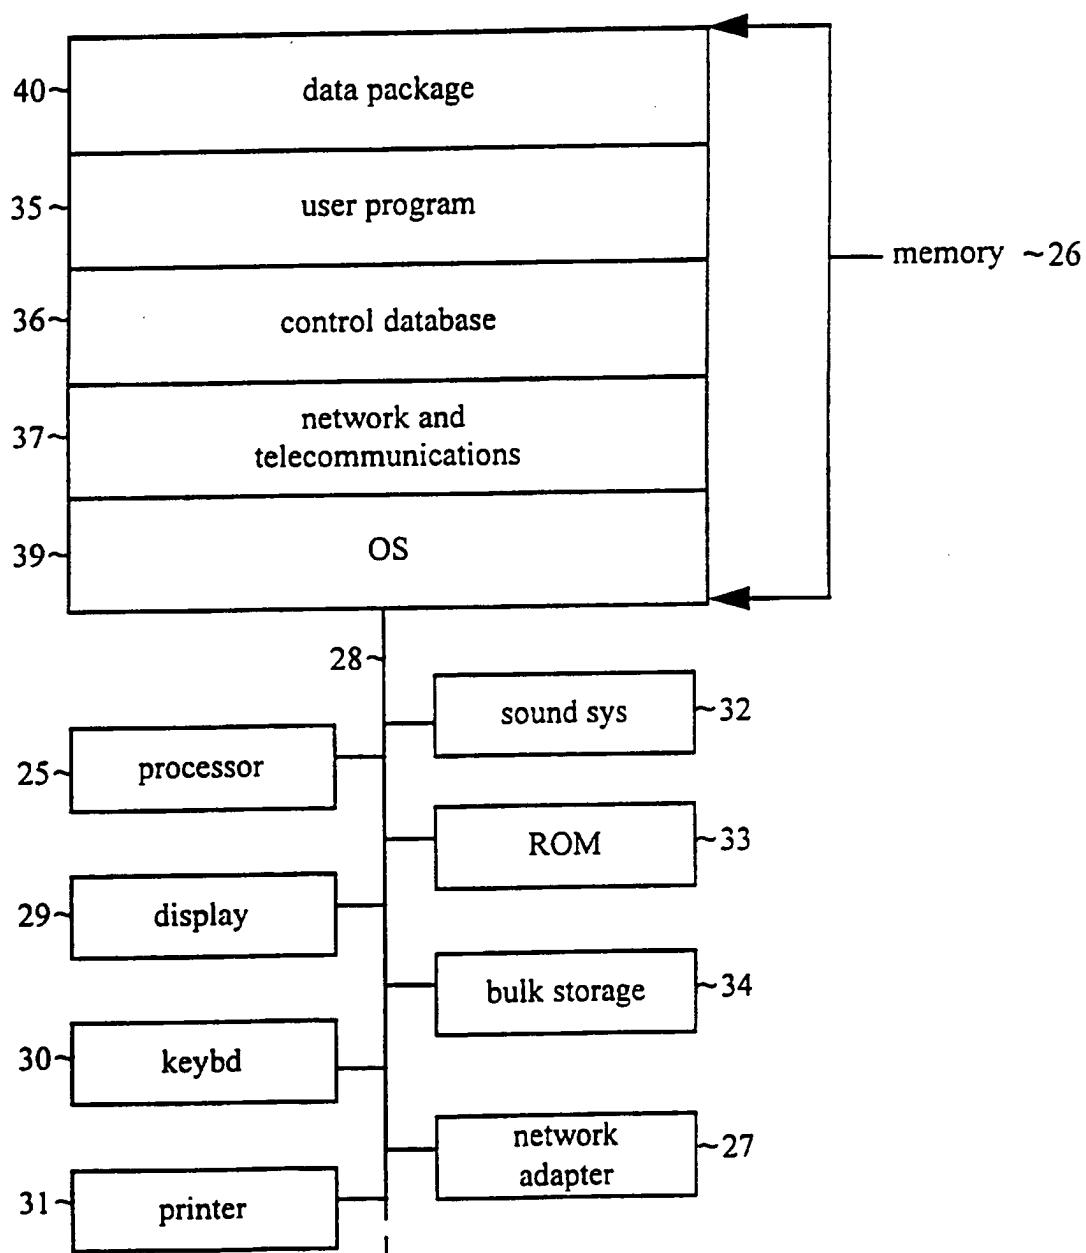 40~ data package
35~ user program
36~ control database
memory ~26
37~ network and
telecommunications
39~ OS
28~
sound sys ~32
25~ processor
ROM ~33
29~ display
bulk storage ~34
30~ keybd
network
adapter ~27
31~ printer